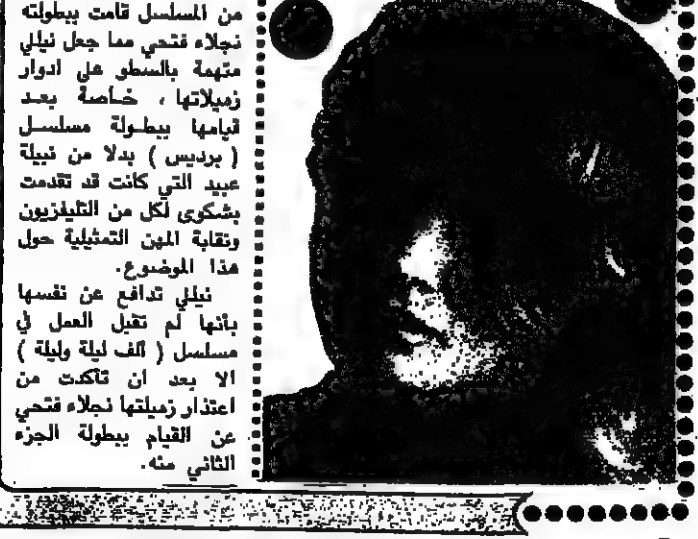 من المسلسل قامت ببطولته
نجلاء فتحي مما جعل نيللي
متهمة بالسطو على ادوار
زميلاتها ، خاصة بعد
قيامها ببطولة مسلسل
( برديس ) بدلا من نبيلة
عبيد التي كانت قد تقدمت
بشكوى لكل من التليفزيون
ونقابة المهن التمثيلية حول
هذا الموضوع.
نيللي تدافع عن نفسها
بأنها لم تقبل العمل في
مسلسل ( الف ليلة وليلة )
الا بعد ان تأكدت من
اعتذار زميلتها نجلاء فتحي
عن القيام ببطولة الجزء
الثاني منه.